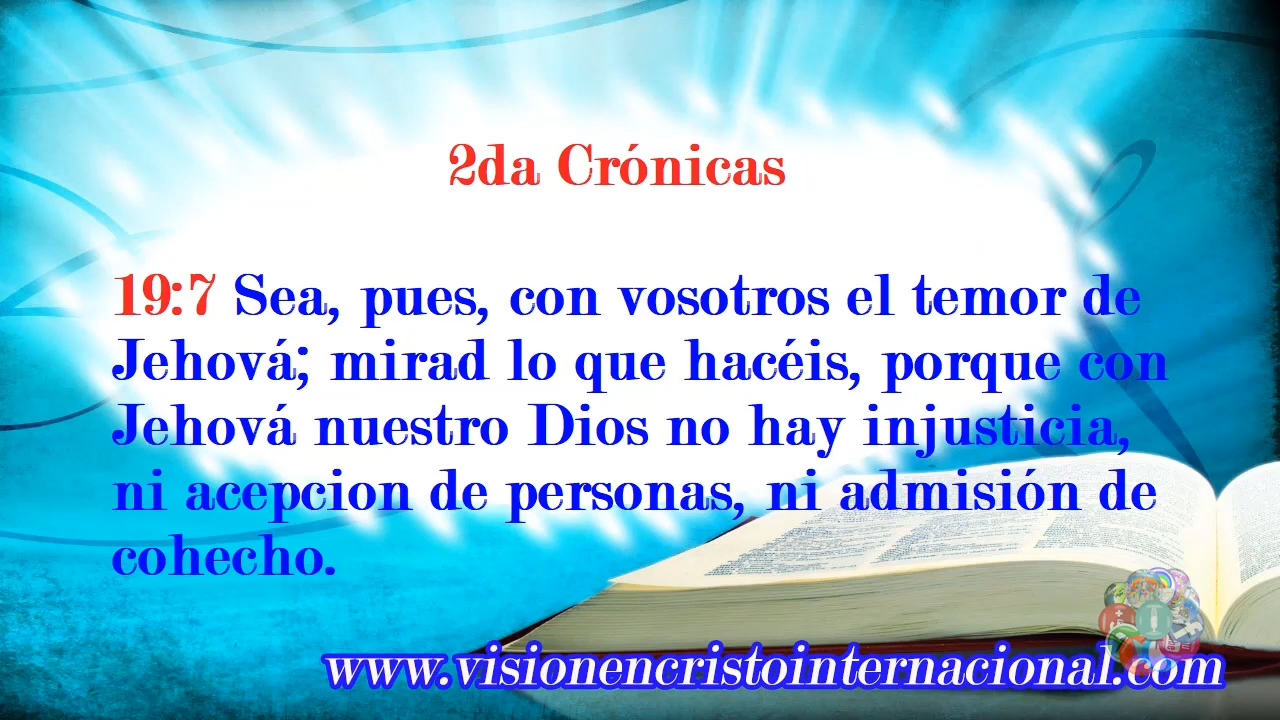 2da Crónicas
19:7 Sea, pues, con vosotros el temor de
Jehová; mirad lo que hacéis, porque con
Jehová nuestro Dios no hay injusticia,
ni acepcion de personas, ni admisión de
cohecho.
www.visionencristointernacional.com